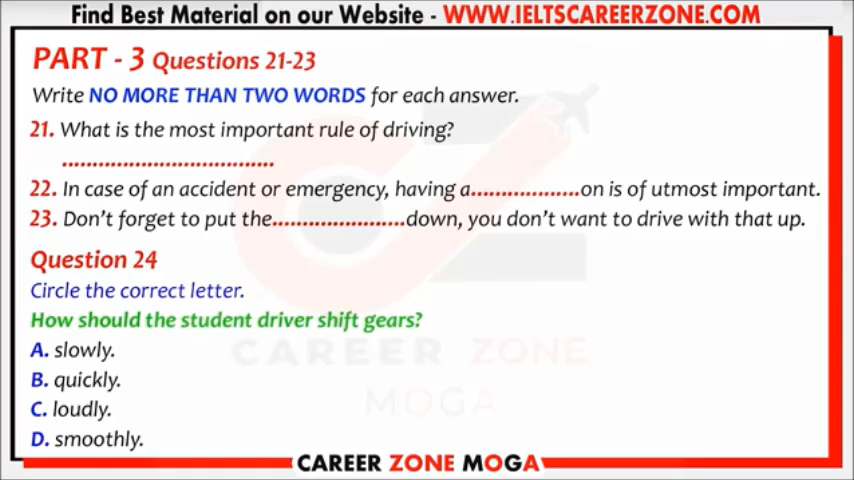 Find Best Material on our Website - WWW.IELTSCAREERZONE.COM
PART - 3 Questions 21-23
Write NO MORE THAN TWO WORDS for each answer.
21. What is the most important rule of driving?
..................................
22. In case of an accident or emergency, having a...................on is of utmost important.
23. Don't forget to put the.......................down, you don't want to drive with that up.
Question 24
Circle the correct letter.
How should the student driver shift gears?
A. slowly.
B. quickly.
C. loudly.
D. smoothly.
CAREER ZONE
MOGA
CAREER ZONE MOGA